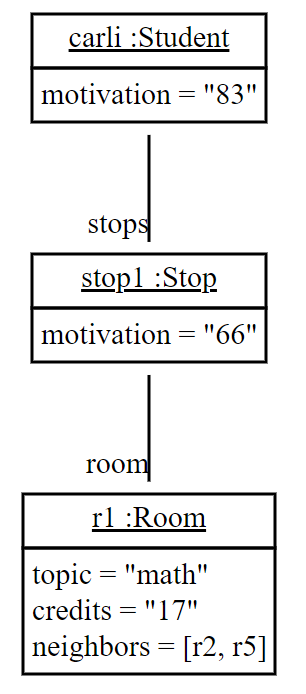 carli :Student
motivation = "83"
stops
stop1 :Stop
motivation = "66"
room
r1 :Room
topic = "math"
credits = "17"
neighbors = [r2, r5]